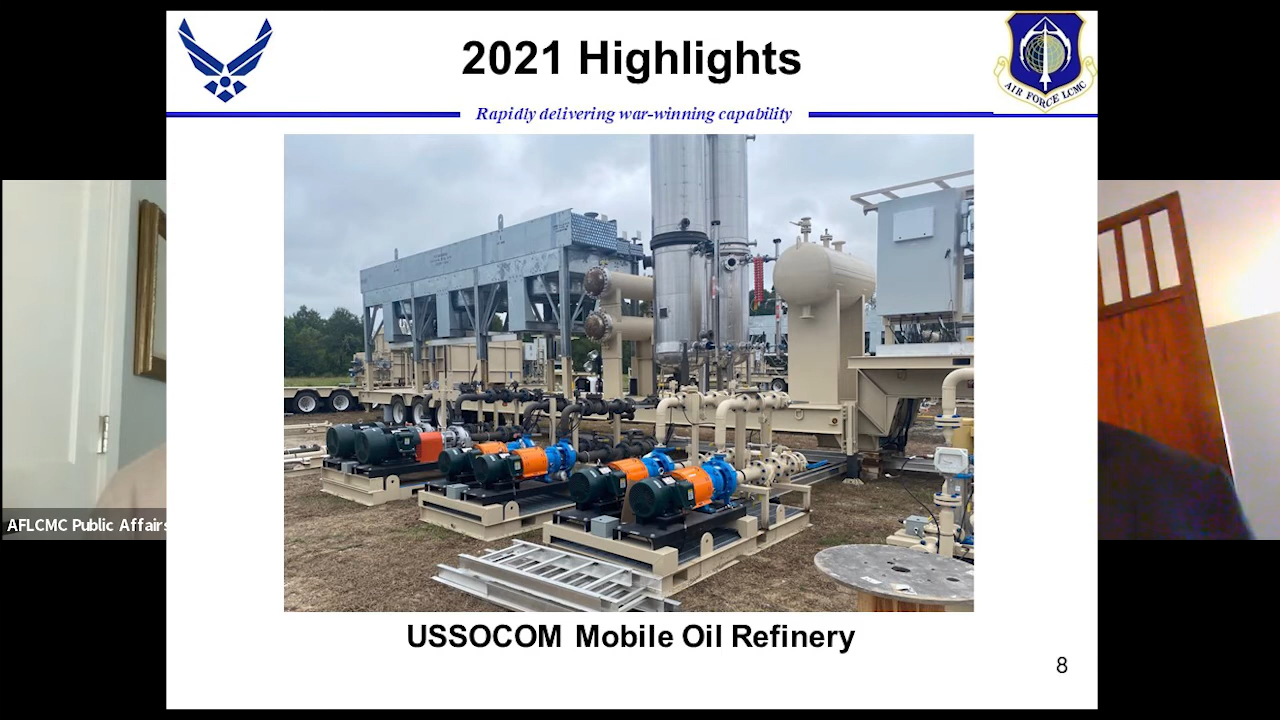 2021 Highlights
AIR FORCE LCMC
Rapidly delivering war-winning capability
AFLCMC Public Affairs
USSOCOM Mobile Oil Refinery
8